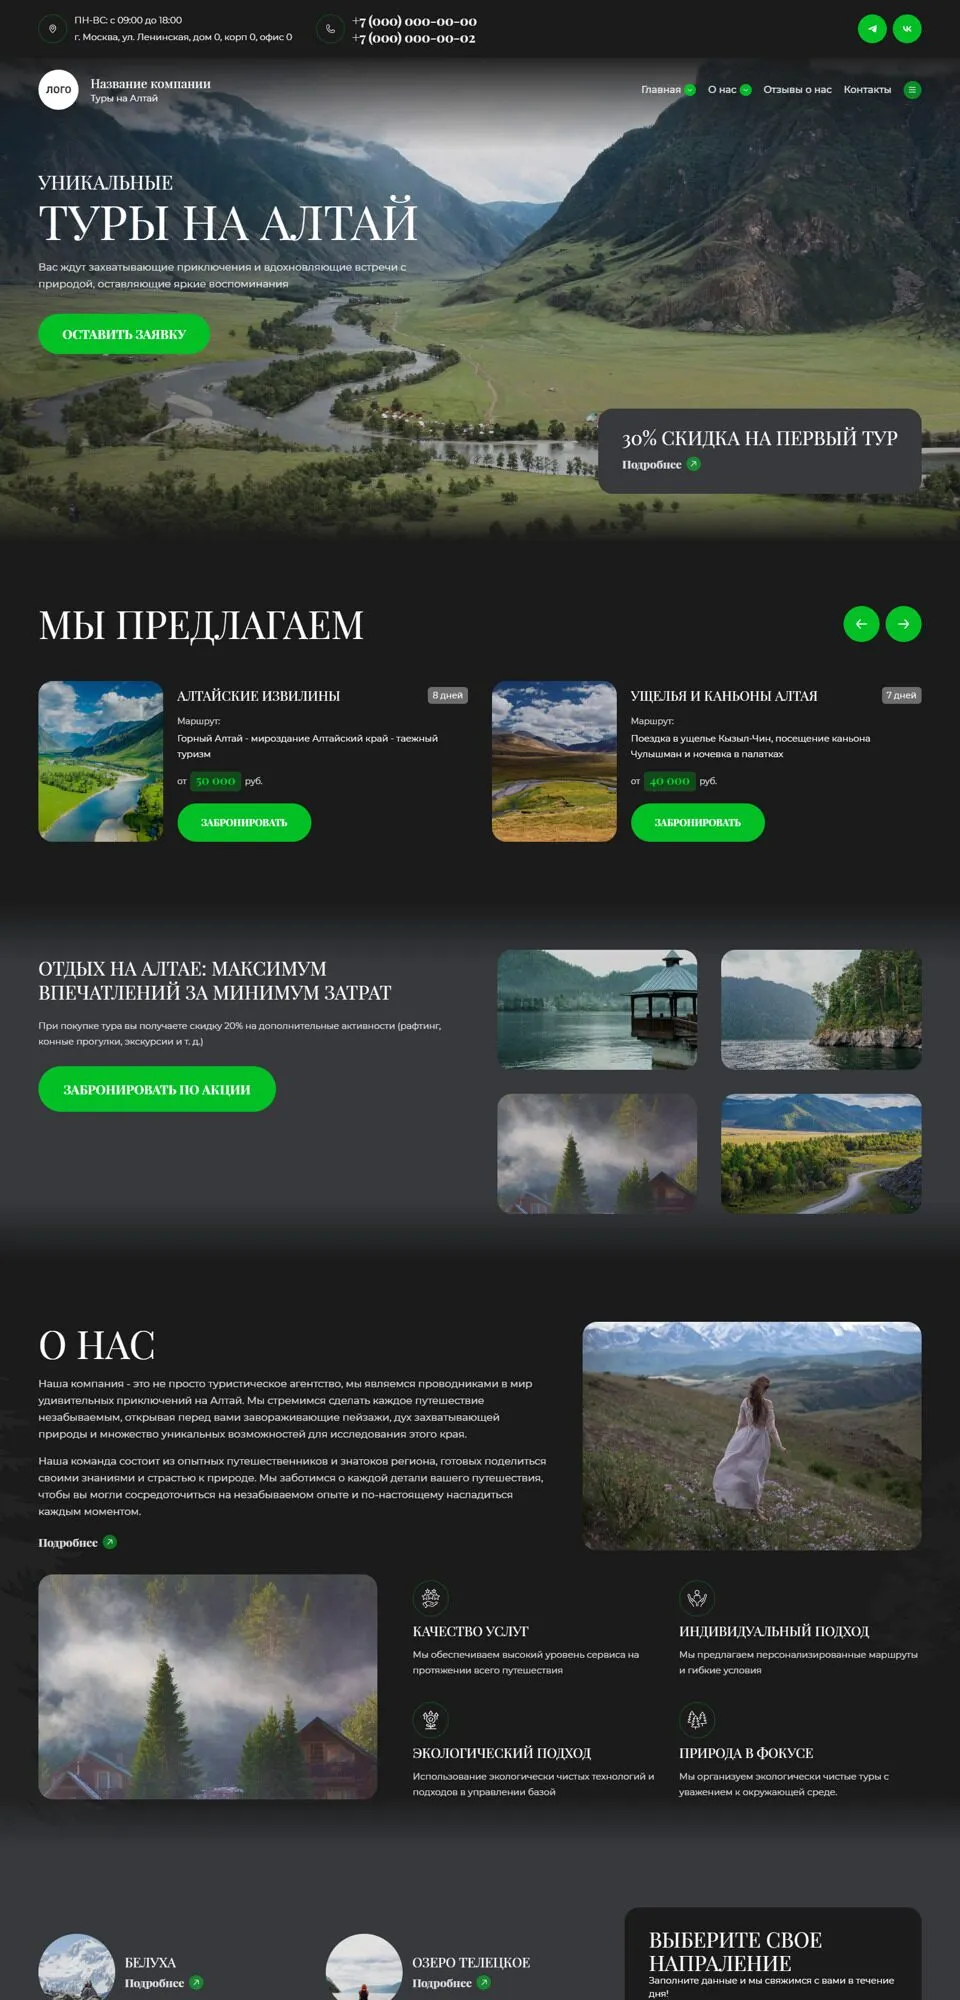 ПН-ВС: с 09:00 до 18:00
г. Москва, ул. Ленинская, дом 0, корп 0, офис 0
+7 (000) 000-00-00
+7 (000) 000-00-02
ЛОГО
Название компании
Туры на Алтай
Главная
О нас
Отзывы о нас
Контакты
УНИКАЛЬНЫЕ
ТУРЫ НА АЛТАЙ
Вас ждут захватывающие приключения и вдохновляющие встречи с
природой, оставляющие яркие воспоминания
ОСТАВИТЬ ЗАЯВКУ
30% СКИДКА НА ПЕРВЫЙ ТУР
Подробнее
МЫ ПРЕДЛАГАЕМ
АЛТАЙСКИЕ ИЗВИЛИНЫ
8 дней
Маршрут:
Горный Алтай - мироздание Алтайский край - таежный
туризм
от 50 000 руб.
ЗАБРОНИРОВАТЬ
УЩЕЛЬЯ И КАНЬОНЫ АЛТАЯ
7 дней
Маршрут:
Поездка в ущелье Кызыл-Чин, посещение каньона
Чулышман и ночевка в палатках
от 40 000 руб.
ЗАБРОНИРОВАТЬ
ОТДЫХ НА АЛТАЕ: МАКСИМУМ
ВПЕЧАТЛЕНИЙ ЗА МИНИМУМ ЗАТРАТ
При покупке тура вы получаете скидку 20% на дополнительные активности (рафтинг,
конные прогулки, экскурсии и т. д.)
ЗАБРОНИРОВАТЬ ПО АКЦИИ
О НАС
Наша компания - это не просто туристическое агентство, мы являемся проводниками в мир
удивительных приключений на Алтай. Мы стремимся сделать каждое путешествие
незабываемым, открывая перед вами завораживающие пейзажи, дух захватывающей
природы и множество уникальных возможностей для исследования этого края.
Наша команда состоит из опытных путешественников и знатоков региона, готовых поделиться
своими знаниями и страстью к природе. Мы заботимся о каждой детали вашего путешествия,
чтобы вы могли сосредоточиться на незабываемом опыте и по-настоящему насладиться
каждым моментом.
Подробнее
КАЧЕСТВО УСЛУГ
Мы обеспечиваем высокий уровень сервиса на
протяжении всего путешествия
ИНДИВИДУАЛЬНЫЙ ПОДХОД
Мы предлагаем персонализированные маршруты
и гибкие условия
ЭКОЛОГИЧЕСКИЙ ПОДХОД
Использование экологически чистых технологий и
подходов в управлении базой
ПРИРОДА В ФОКУСЕ
Мы организуем экологически чистые туры с
уважением к окружающей среде.
БЕЛУХА
Подробнее
ОЗЕРО ТЕЛЕЦКОЕ
Подробнее
ВЫБЕРИТЕ СВОЕ
НАПРАЛЕНИЕ
Заполните данные и мы свяжимся с вами в течение
дня!